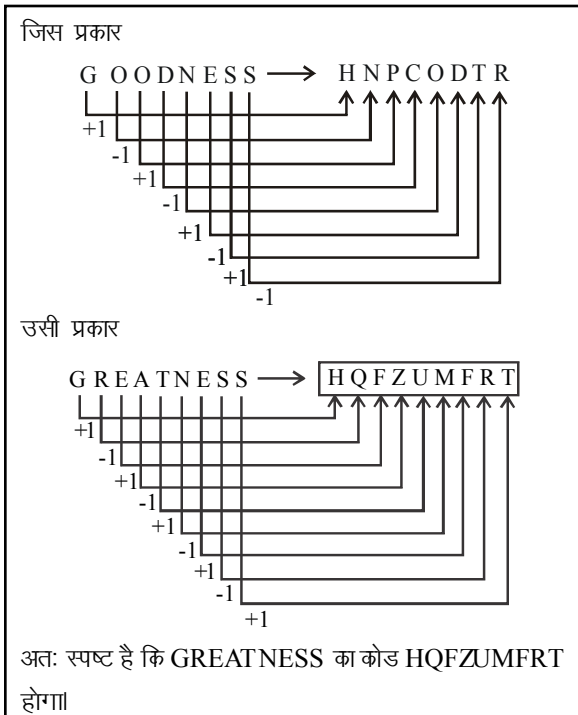 जिस प्रकार
G O O D N E S S → H N P C O D T R
+1
-1
+1
-1
+1
-1
+1
-1
उसी प्रकार
G R E A T N E S S → H Q F Z U M F R T
+1
-1
+1
-1
+1
-1
+1
-1
+1
अतः स्पष्ट है कि GREATNESS का कोड HQFZUMFRT
होगा।